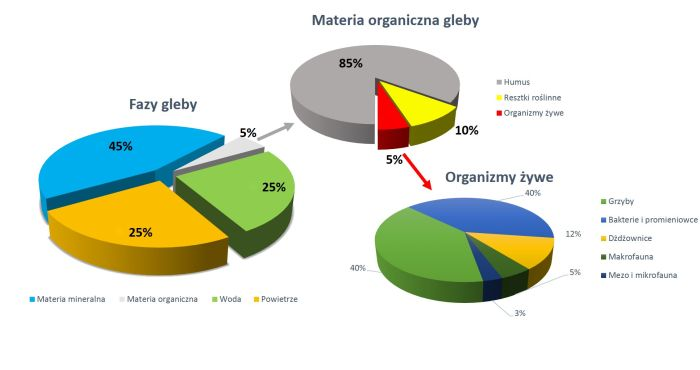 Materia organiczna gleby
85%
10%
5%
Humus
Resztki roślinne
Organizmy żywe
Fazy gleby
45%
5%
25%
25%
Materia mineralna Materia organiczna Woda Powietrze
Organizmy żywe
40%
12%
5%
3%
40%
Grzyby
Bakterie i promieniowce
Dżdżownice
Makrofauna
Mezo i mikrofauna